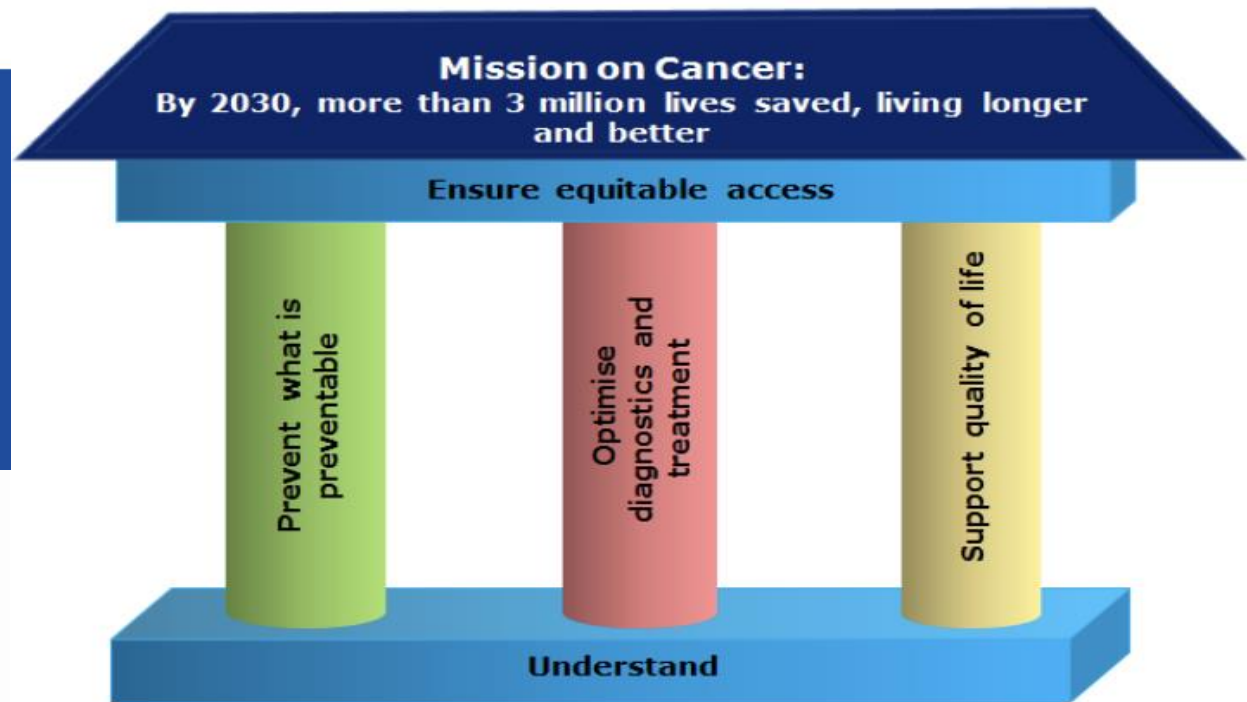 Mission on Cancer:
By 2030, more than 3 million lives saved, living longer
and better
Ensure equitable access
Prevent what is
preventable
Optimise
diagnostics and
treatment
Support quality of life
Understand